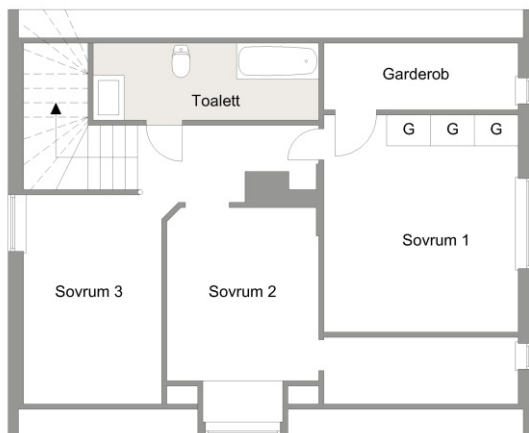 Garderob
Toalett
G G G
Sovrum 1
Sovrum 3
Sovrum 2